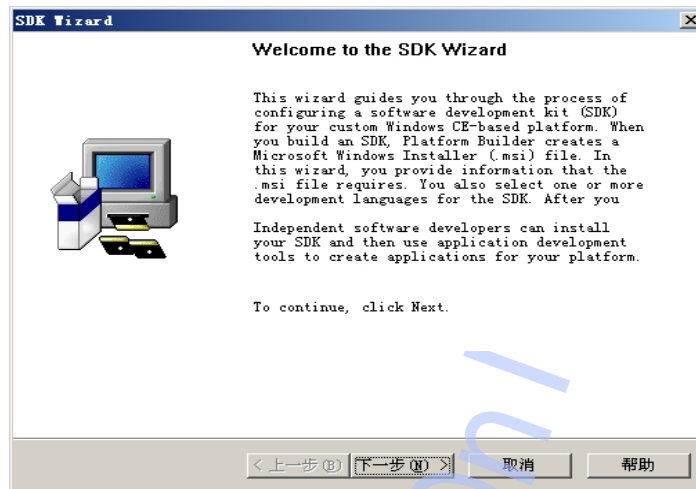 SDK Wizard
Welcome to the SDK Wizard
This wizard guides you through the process of
configuring a software development kit (SDK)
for your custom Windows CE-based platform. When
you build an SDK, Platform Builder creates a
Microsoft Windows Installer (.msi) file. In
this wizard, you provide information that the
.msi file requires. You also select one or more
development languages for the SDK. After you
Independent software developers can install
your SDK and then use application development
tools to create applications for your platform.
To continue, click Next.
< 上一步(B) 下一步(N) > 取消 帮助